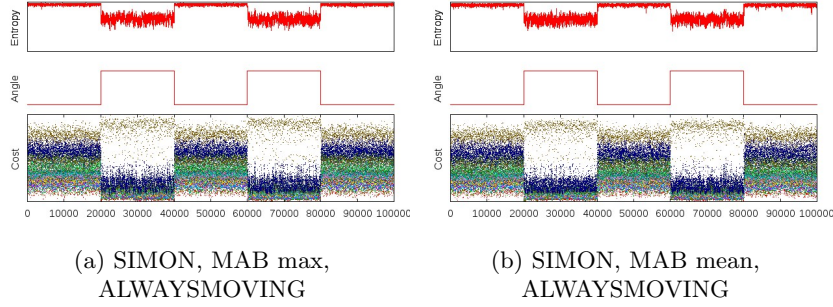 Entropy
Angle
Cost
0 10000 20000 30000 40000 50000 60000 70000 80000 90000 100000
(a) SIMON, MAB max,
ALWAYSMOVING
Entropy
Angle
Cost
0 10000 20000 30000 40000 50000 60000 70000 80000 90000 100000
(b) SIMON, MAB mean,
ALWAYSMOVING